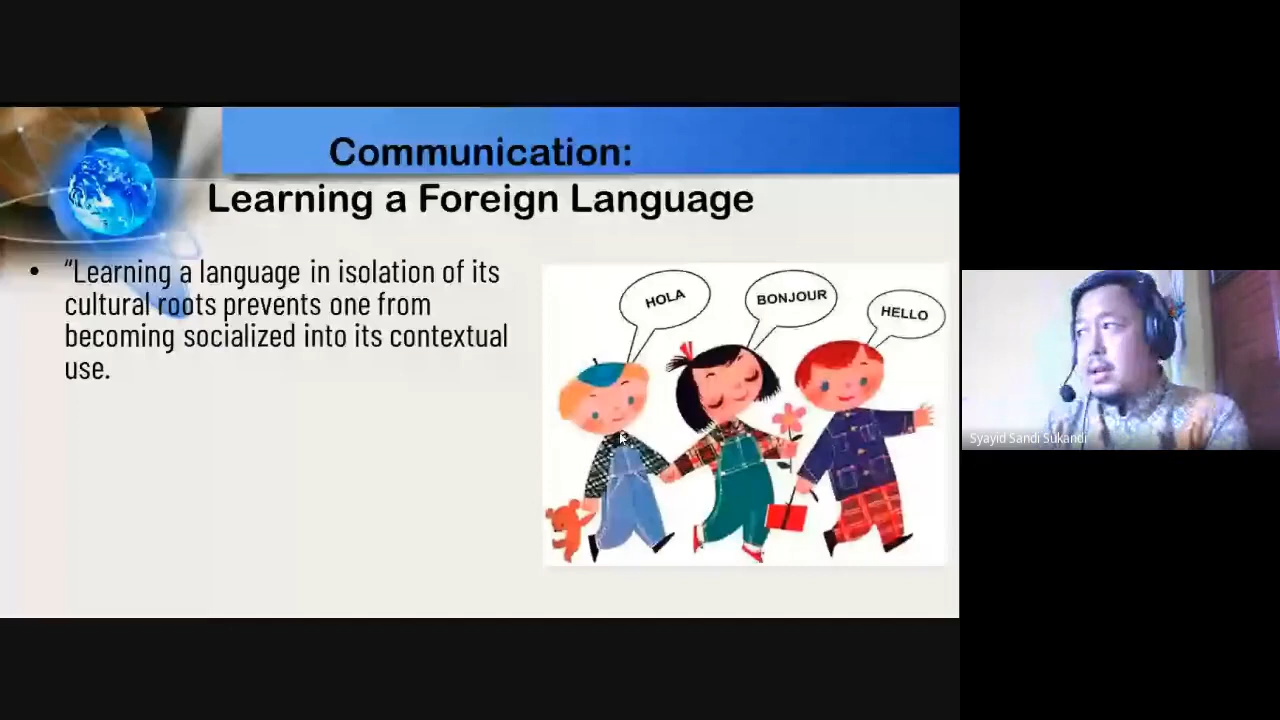 Communication:
Learning a Foreign Language
• “Learning a language in isolation of its
cultural roots prevents one from
becoming socialized into its contextual
use.
HOLA
BONJOUR
HELLO
Syayid Sandi Sukandi